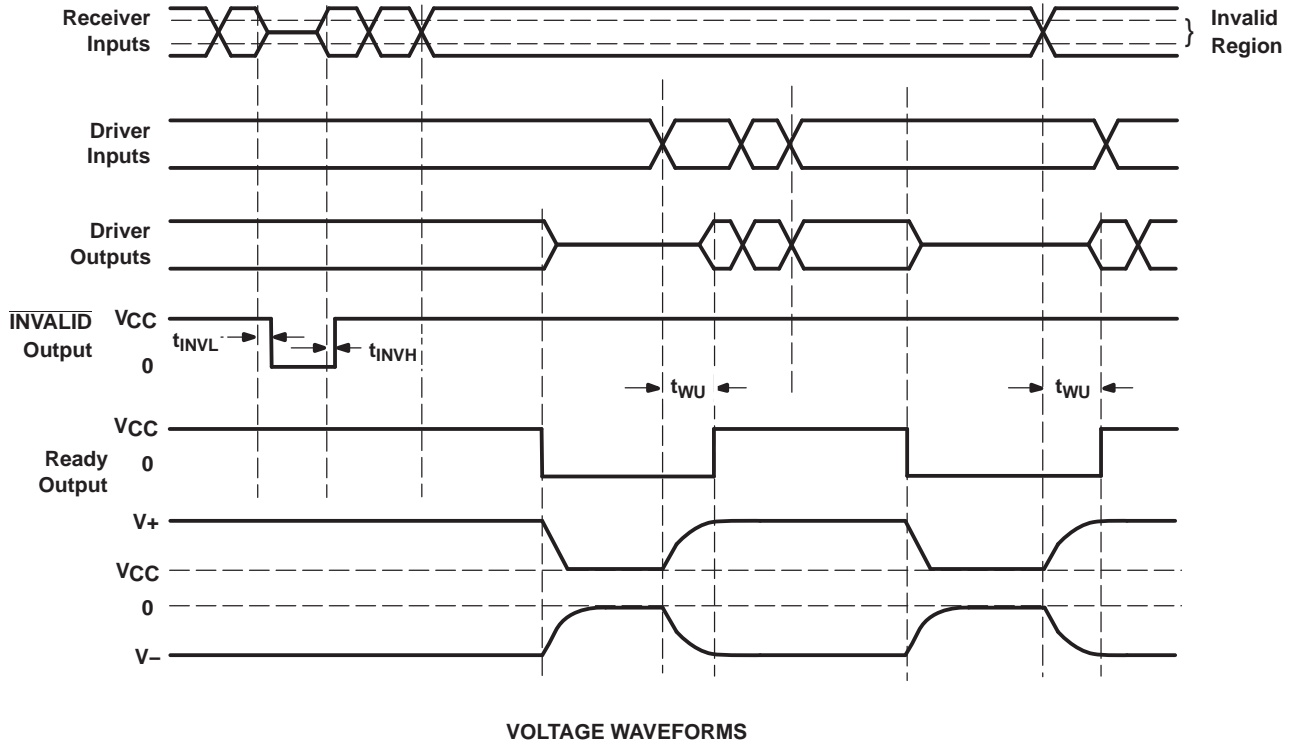 Receiver
Inputs
} Invalid
Region
Driver
Inputs
Driver
Outputs
INVALID
Output
VCC
0
tINVL
tINVH
tWU
tWU
Ready
Output
VCC
0
V+
VCC
0
V−
VOLTAGE WAVEFORMS